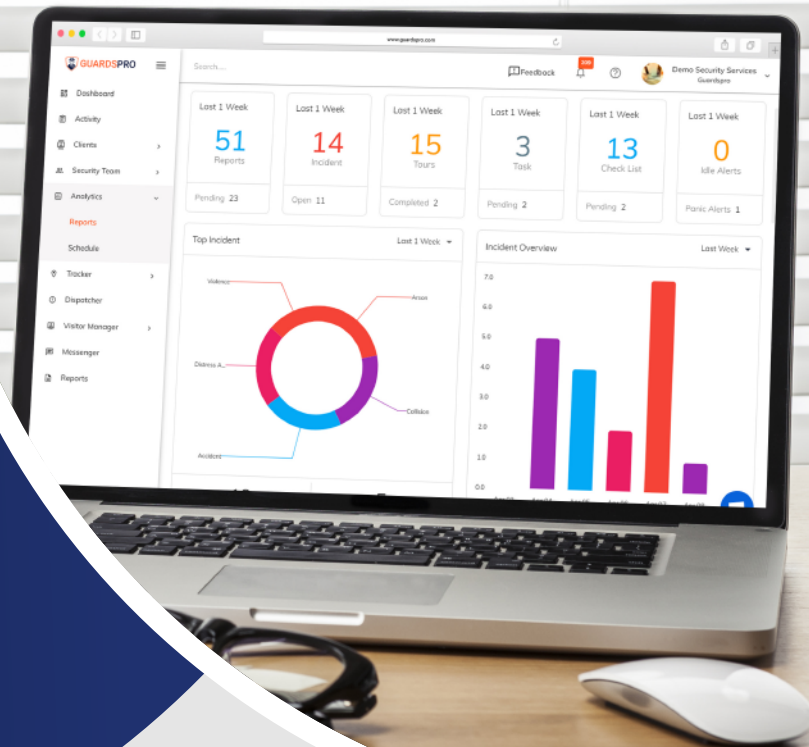 www.guardspro.com
GUARDSPRO
Search....
Feedback
Demo Security Services
Guardspro
Dashboard
Activity
Clients
Security Team
Analytics
Reports
Schedule
Tracker
Dispatcher
Visitor Manager
Messenger
Reports
Last 1 Week
51
Reports
Pending 23
Last 1 Week
14
Incident
Open 11
Last 1 Week
15
Tours
Completed 2
Last 1 Week
3
Task
Pending 2
Last 1 Week
13
Check List
Pending 2
Last 1 Week
0
Idle Alerts
Panic Alerts 1
Top Incident
Last 1 Week
Violence
Arson
Distress A...
Collision
Accident
Incident Overview
Last Week
7.0
6.0
5.0
4.0
3.0
2.0
1.0
0.0